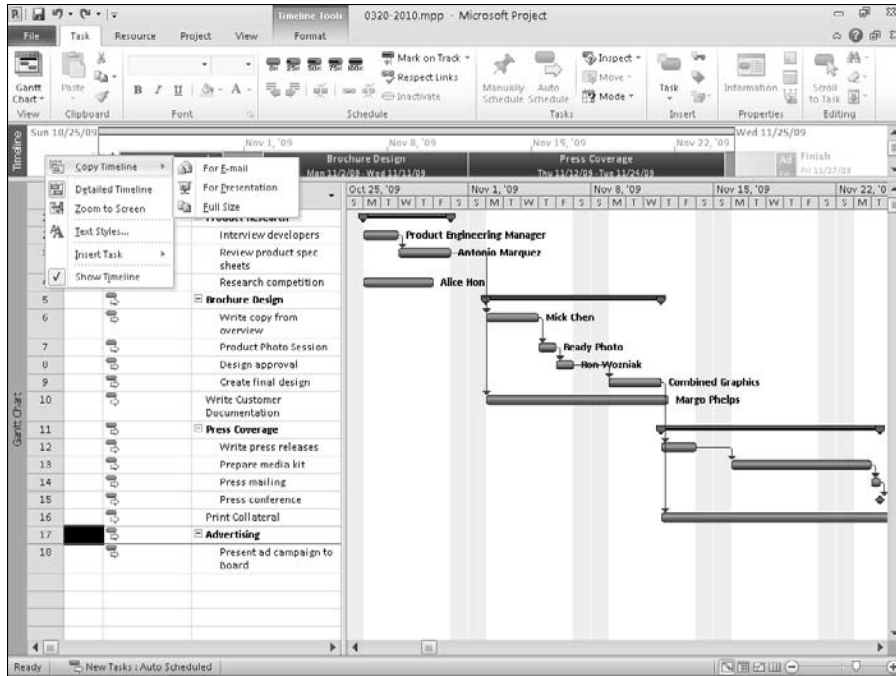 Timeline Tools
0320-2010.mpp - Microsoft Project
File Task Resource Project View Format
Gantt Chart
Paste
B I U A
0% 25% 50% 75% 100%
Mark on Track
Respect Links
Inactivate
Manually Schedule
Auto Schedule
Inspect
Move
Mode
Task
Information
Scroll to Task
View Clipboard Font Schedule Tasks Insert Properties Editing
Timeline
Sun 10/25/09
Nov 1, '09 Nov 8, '09 Nov 15, '09 Nov 22, '09
Wed 11/25/09
Brochure Design
Mon 11/2/09 - Wed 11/11/09
Press Coverage
Thu 11/12/09 - Tue 11/24/09
Ad
Finish
Fri 11/27/09
Copy Timeline
Detailed Timeline
Zoom to Screen
Text Styles...
Insert Task
Show Timeline
For E-mail
For Presentation
Full Size
Oct 25, '09 Nov 1, '09 Nov 8, '09 Nov 15, '09 Nov 22, '0
S M T W T F S S M T W T F S S M T W T F S S M T W T F S S M T
Product Research
Interview developers
Product Engineering Manager
Review product spec sheets
Antonio Marquez
Research competition
Alice Hon
5 Brochure Design
6 Write copy from overview
Mick Chen
7 Product Photo Session
Ready Photo
8 Design approval
Ron Wozniak
9 Create final design
Combined Graphics
10 Write Customer Documentation
Margo Phelps
11 Press Coverage
12 Write press releases
13 Prepare media kit
14 Press mailing
15 Press conference
16 Print Collateral
17 Advertising
18 Present ad campaign to Board
Gantt Chart
Ready New Tasks : Auto Scheduled